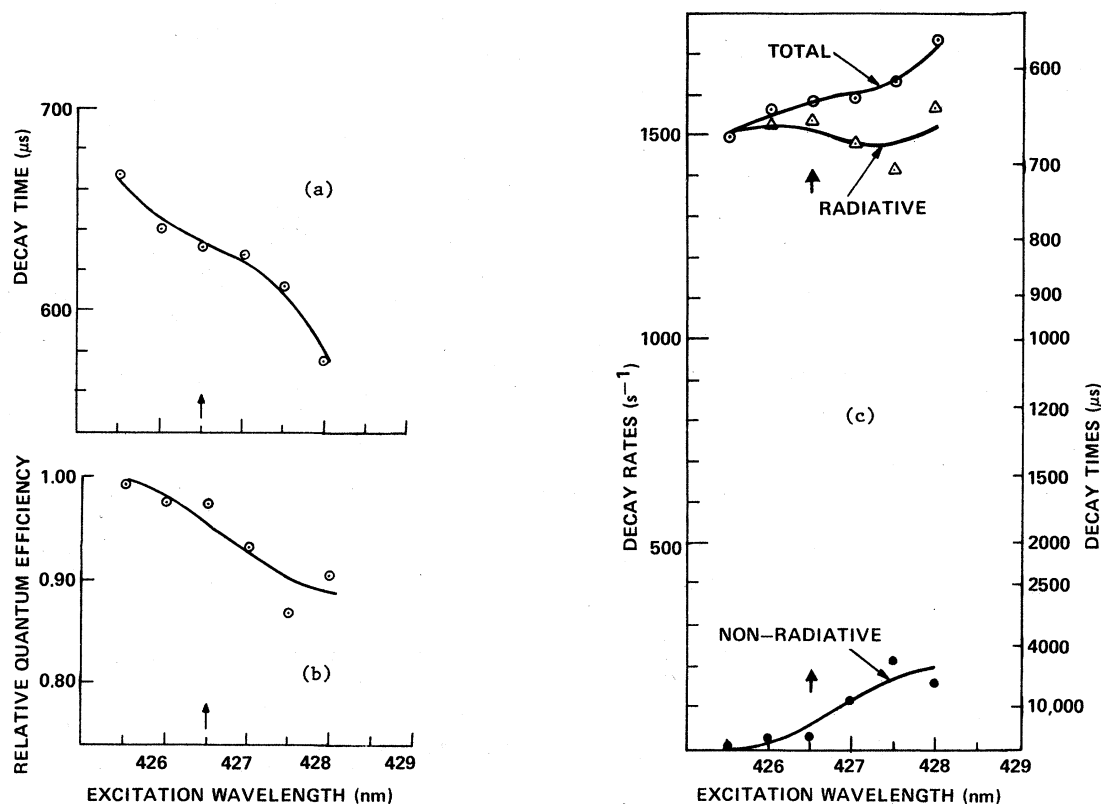 700
600
DECAY TIME (μs)
(a)
1.00
0.90
0.80
RELATIVE QUANTUM EFFICIENCY
(b)
426 427 428 429
EXCITATION WAVELENGTH (nm)
TOTAL
RADIATIVE
NON–RADIATIVE
(c)
1500
1000
500
DECAY RATES (s⁻¹)
600
700
800
900
1000
1200
1500
2000
2500
4000
10,000
DECAY TIMES (μs)
426 427 428 429
EXCITATION WAVELENGTH (nm)